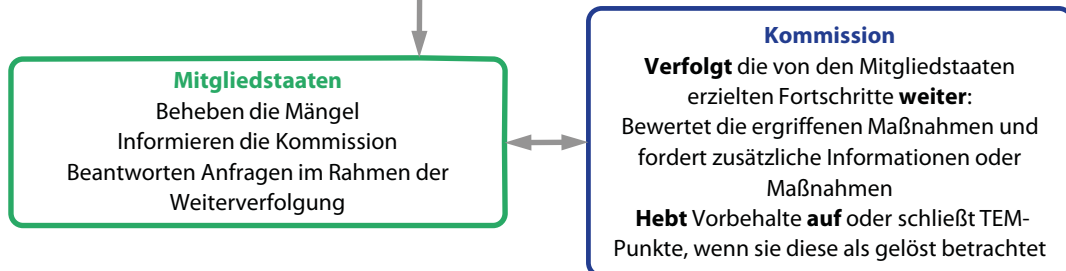 Mitgliedstaaten
Beheben die Mängel
Informieren die Kommission
Beantworten Anfragen im Rahmen der
Weiterverfolgung
Kommission
Verfolgt die von den Mitgliedstaaten
erzielten Fortschritte weiter:
Bewertet die ergriffenen Maßnahmen und
fordert zusätzliche Informationen oder
Maßnahmen
Hebt Vorbehalte auf oder schließt TEM-
Punkte, wenn sie diese als gelöst betrachtet